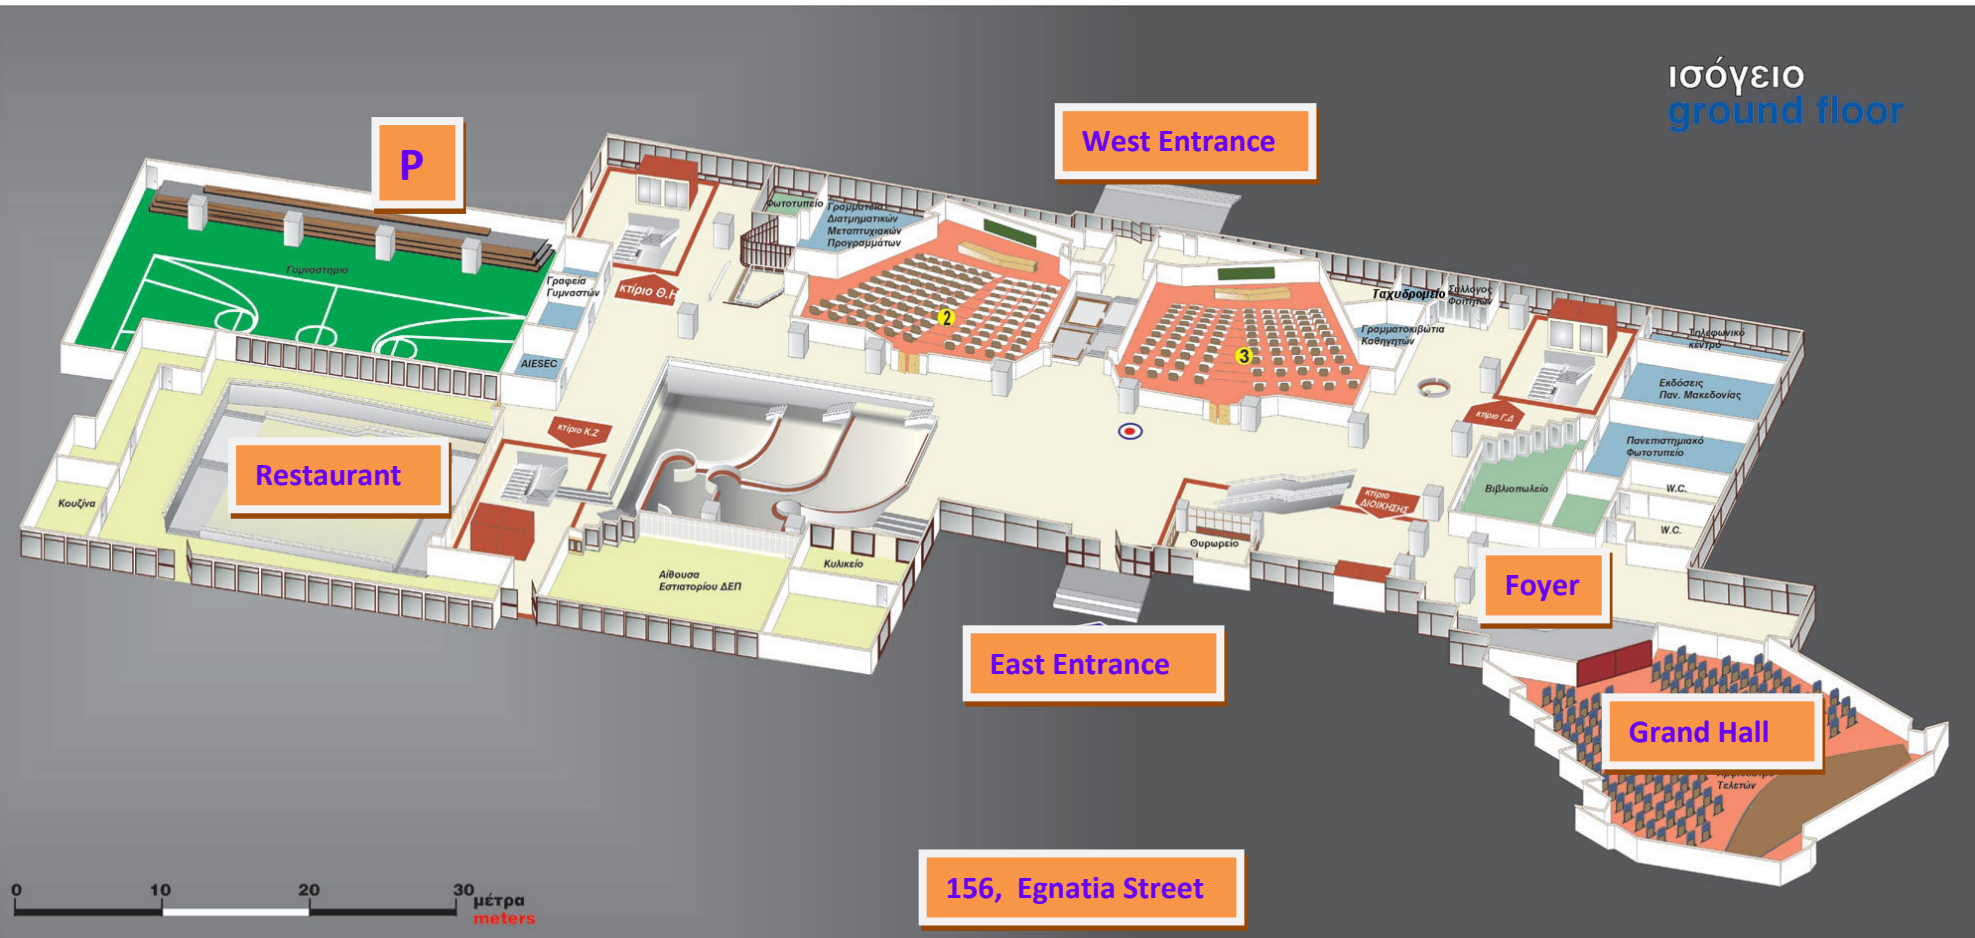 ισόγειο
ground floor
West Entrance
P
Φωτοτυπείο
Γραμματεία
Διατμηματικών
Μεταπτυχιακών
Προγραμμάτων
Γυμναστήριο
Γραφεία
Γυμναστών
κτίριο Θ.Η
Ταχυδρομείο
Σύλλογος
Φοιτητών
2
3
Γραμματοκιβώτια
Καθηγητών
Τηλεφωνικό
κέντρο
AIESEC
Εκδόσεις
Παν. Μακεδονίας
κτίριο Γ.Δ
κτίριο Κ.Ζ
Πανεπιστημιακό
Φωτοτυπείο
Restaurant
Κουζίνα
Βιβλιοπωλείο
W.C.
W.C.
κτίριο
ΔΙΟΙΚΗΣΗΣ
Θυρωρείο
Κυλικείο
Αίθουσα
Εστιατορίου ΔΕΠ
Foyer
East Entrance
Grand Hall
Τελετών
156, Egnatia Street
0 10 20 30
μέτρα
meters